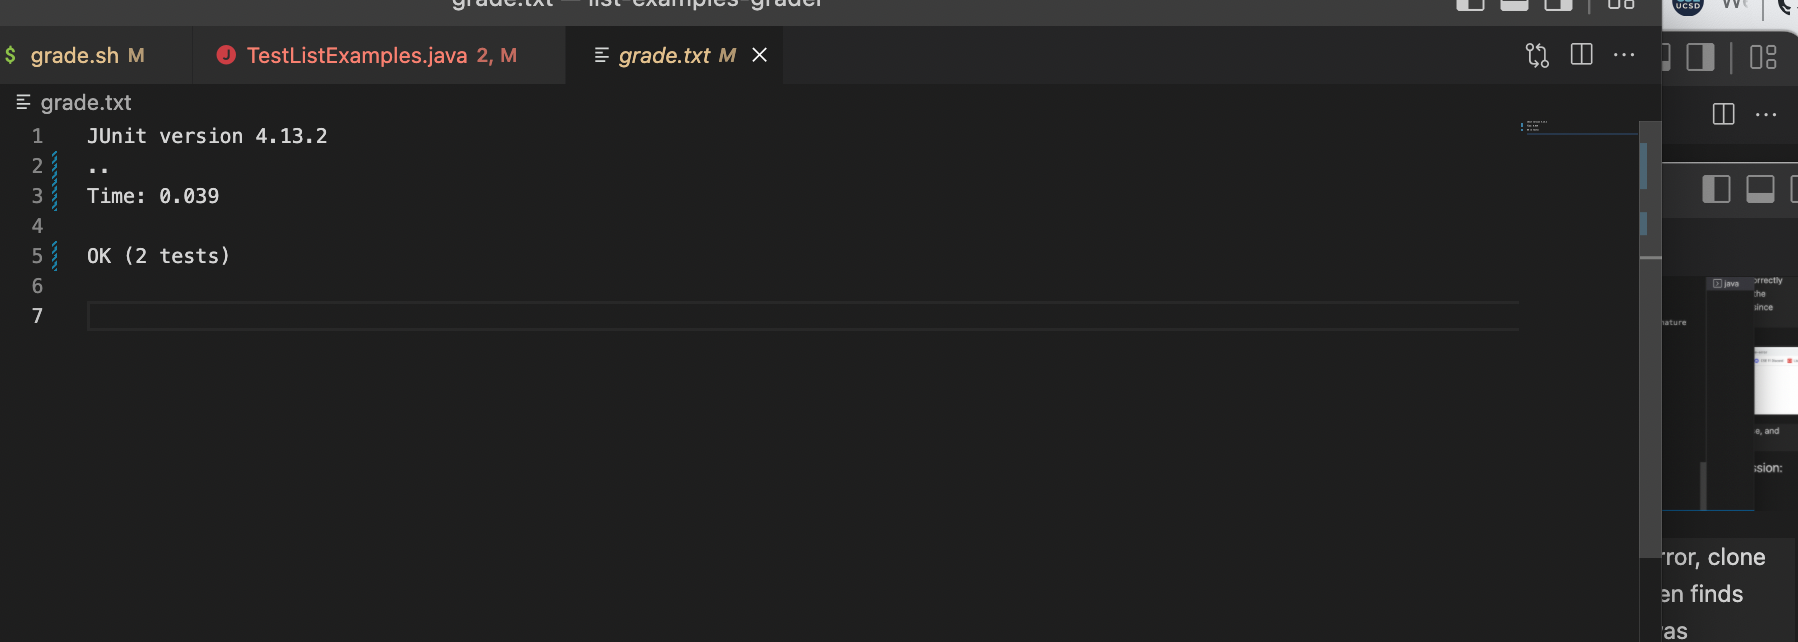 grade.txt — list-examples-grader
$ grade.sh M
J TestListExamples.java 2, M
grade.txt M
grade.txt
1 JUnit version 4.13.2
2 ..
3 Time: 0.039
4
5 OK (2 tests)
6
7
UCSD
java
orrectly
the
since
nature
e, and
ssion:
rror, clone
en finds
as